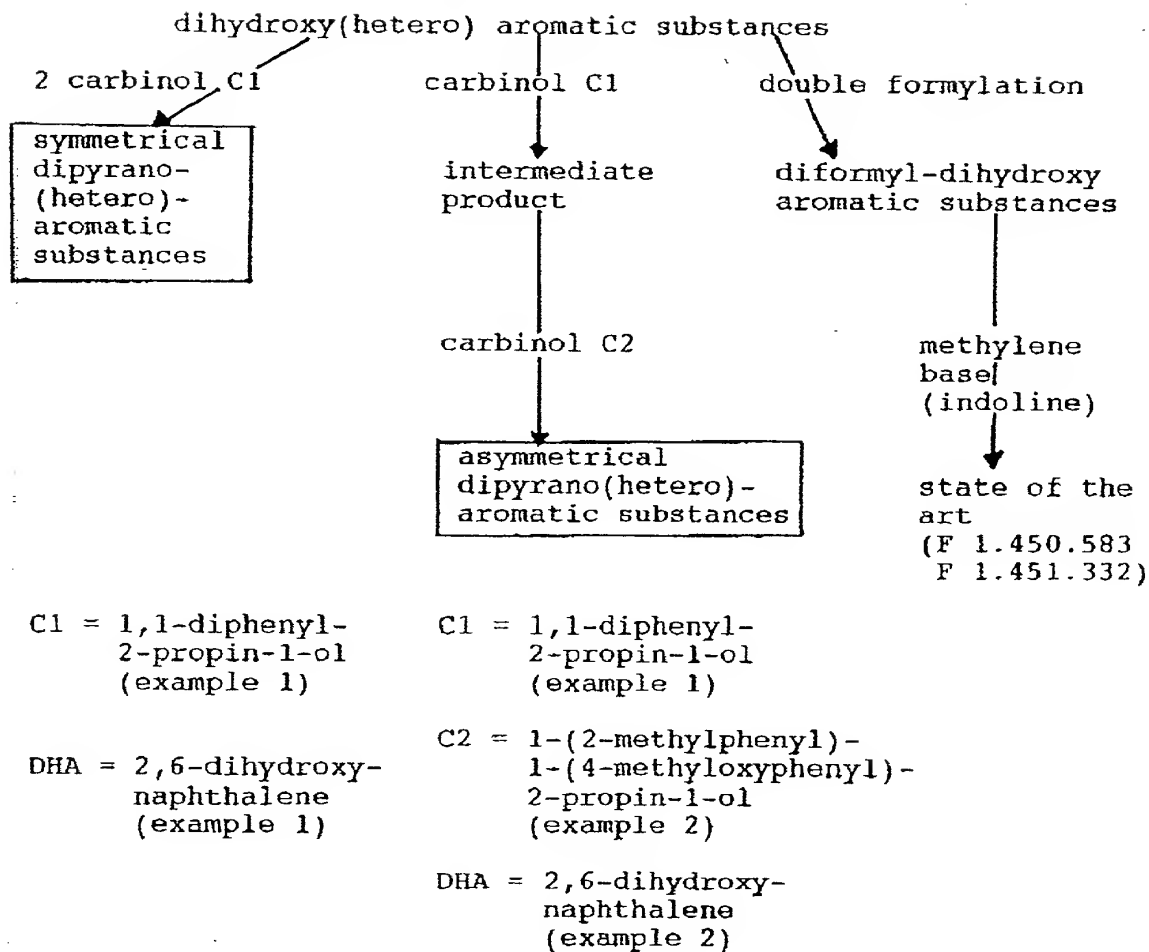 dihydroxy(hetero) aromatic substances
2 carbinol C1
carbinol C1
double formylation
symmetrical
dipyrano-
(hetero)-
aromatic
substances
intermediate
product
diformyl-dihydroxy
aromatic substances
carbinol C2
methylene
base
(indoline)
asymmetrical
dipyrano(hetero)-
aromatic substances
state of the
art
(F 1.450.583
F 1.451.332)
C1 = 1,1-diphenyl-
2-propin-1-ol
(example 1)
DHA = 2,6-dihydroxy-
naphthalene
(example 1)
C1 = 1,1-diphenyl-
2-propin-1-ol
(example 1)
C2 = 1-(2-methylphenyl)-
1-(4-methyloxyphenyl)-
2-propin-1-ol
(example 2)
DHA = 2,6-dihydroxy-
naphthalene
(example 2)